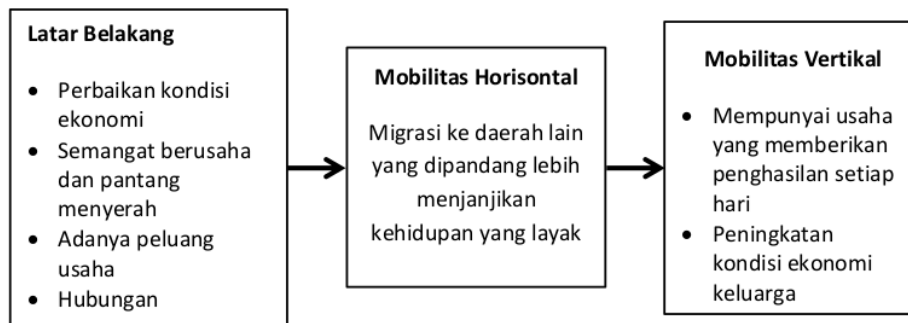 Latar Belakang
• Perbaikan kondisi
ekonomi
• Semangat berusaha
dan pantang
menyerah
• Adanya peluang
usaha
• Hubungan
Mobilitas Horisontal
Migrasi ke daerah lain
yang dipandang lebih
menjanjikan
kehidupan yang layak
Mobilitas Vertikal
• Mempunyai usaha
yang memberikan
penghasilan setiap
hari
• Peningkatan
kondisi ekonomi
keluarga